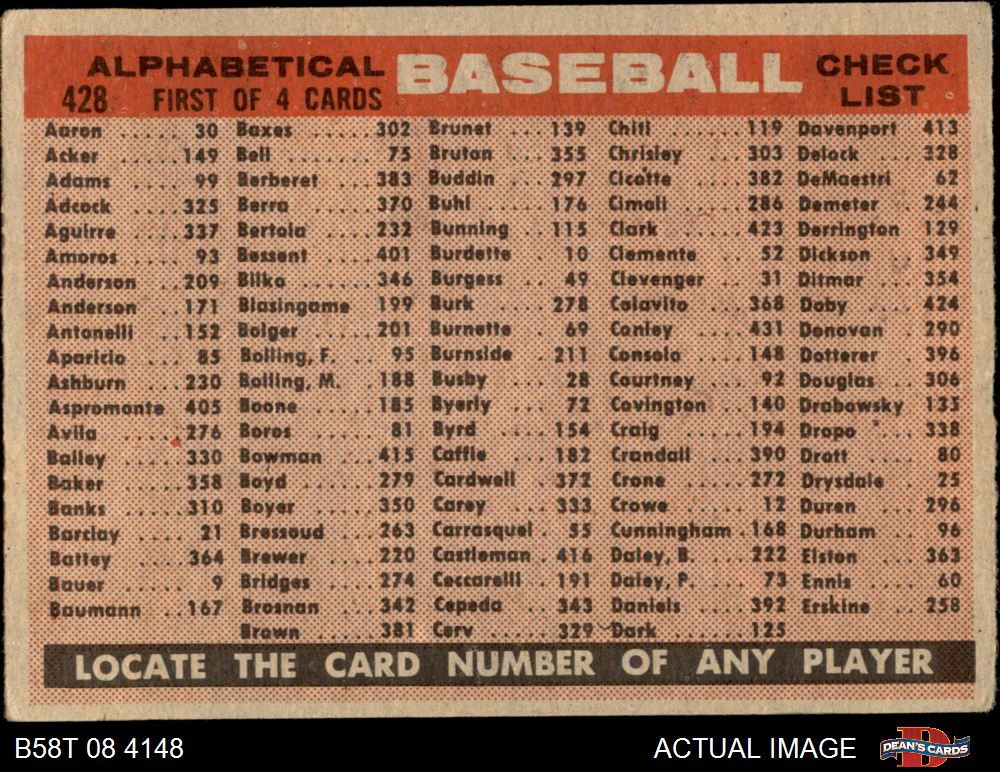 ALPHABETICAL BASEBALL CHECK
428 FIRST OF 4 CARDS LIST
Aaron ..... 30
Acker ..... 149
Adams .... 99
Adcock .... 325
Aguirre .... 337
Amoros .... 93
Anderson .. 209
Anderson .. 171
Antonelli .. 152
Aparicio ... 85
Ashburn ... 230
Aspromonte 405
Avila ..... 276
Bailey ..... 330
Baker ..... 358
Banks ..... 310
Barclay .... 21
Battey .... 364
Bauer ..... 9
Baumann .. 167
Baxes .... 302
Bell ....... 75
Berberet ... 383
Berra ..... 370
Bertoia .... 232
Bessent .... 401
Bilko ..... 346
Blasingame 199
Bolger .... 201
Bolling, F. .. 95
Bolling, M. . 188
Boone .... 185
Boros ..... 81
Bowman ... 415
Boyd ..... 279
Boyer ..... 350
Bressoud .. 263
Brewer ... 220
Bridges ... 274
Brosnan ... 342
Brown .... 381
Brunet ... 139
Bruton ... 355
Buddin ... 297
Buhl .... 176
Bunning ... 115
Burdette .. 10
Burgess .. 49
Burk .... 278
Burnette .. 69
Burnside . 211
Busby ... 28
Byerly ... 72
Byrd .... 154
Caffie ... 182
Cardwell . 372
Carey ... 333
Carrasquel . 55
Castleman . 416
Ceccarelli . 191
Cepeda .. 343
Cerv .... 329
Chiti .... 119
Chrisley ... 303
Cicotte .... 382
Cimoli .... 286
Clark ..... 423
Clemente .. 52
Clevenger .. 31
Colavito ... 368
Conley .... 431
Consolo ... 148
Courtney .. 92
Covington .. 140
Craig ..... 194
Crandall ... 390
Crone .... 272
Crowe .... 12
Cunningham . 168
Daley, B. .. 222
Daley, P. .. 73
Daniels .... 392
Dark ...... 125
Davenport 413
Delock ... 328
DeMaestri 62
Demeter .. 244
Derrington 129
Dickson .. 349
Ditmar ... 354
Doby .... 424
Donovan . 290
Dotterer . 396
Douglas .. 306
Drabowsky 135
Dropo ... 338
Drott .... 80
Drysdale . 25
Duren ... 296
Durham .. 96
Elston ... 363
Ennis .... 60
Erskine .. 258
LOCATE THE CARD NUMBER OF ANY PLAYER
B58T 08 4148
ACTUAL IMAGE
D
DEAN'S CARDS